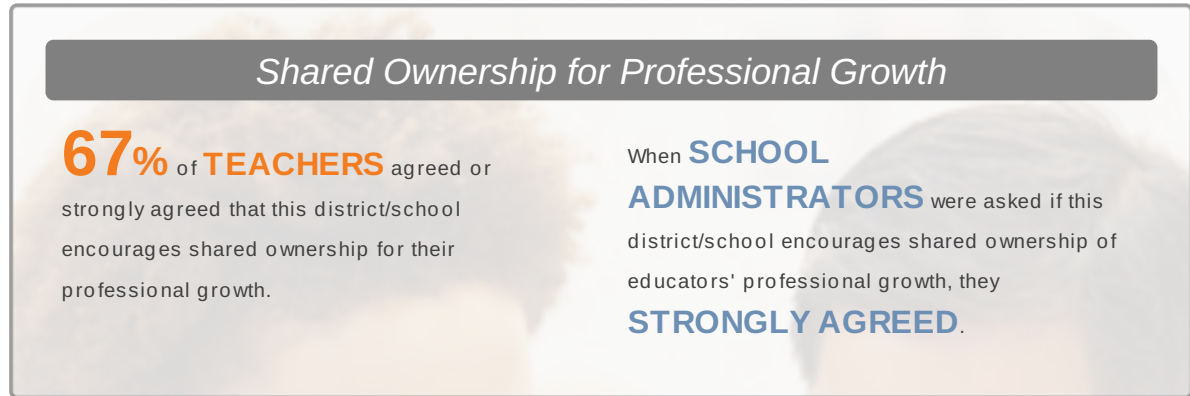 Shared Ownership for Professional Growth
67% of TEACHERS agreed or
strongly agreed that this district/school
encourages shared ownership for their
professional growth.
When SCHOOL
ADMINISTRATORS were asked if this
district/school encourages shared ownership of
educators' professional growth, they
STRONGLY AGREED.